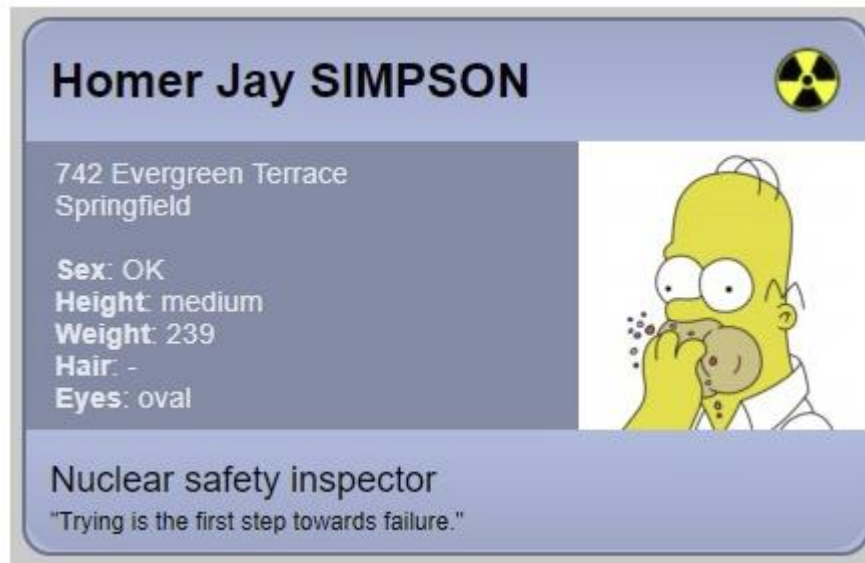 Homer Jay SIMPSON
742 Evergreen Terrace
Springfield
Sex: OK
Height: medium
Weight: 239
Hair: -
Eyes: oval
Nuclear safety inspector
"Trying is the first step towards failure."